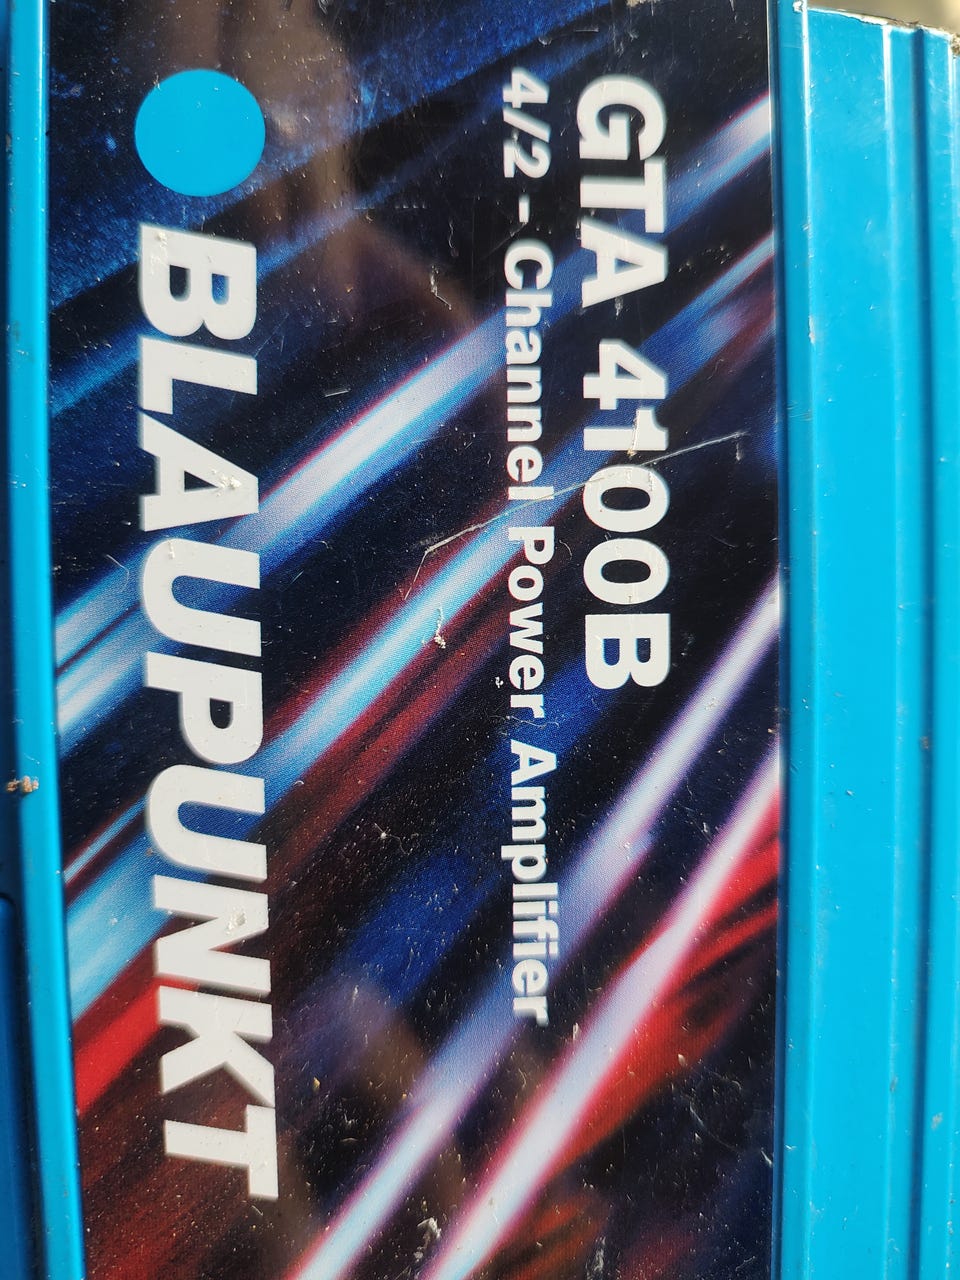 GTA 4100B
4/2 - Channel Power Amplifier
BLAUPUNKT